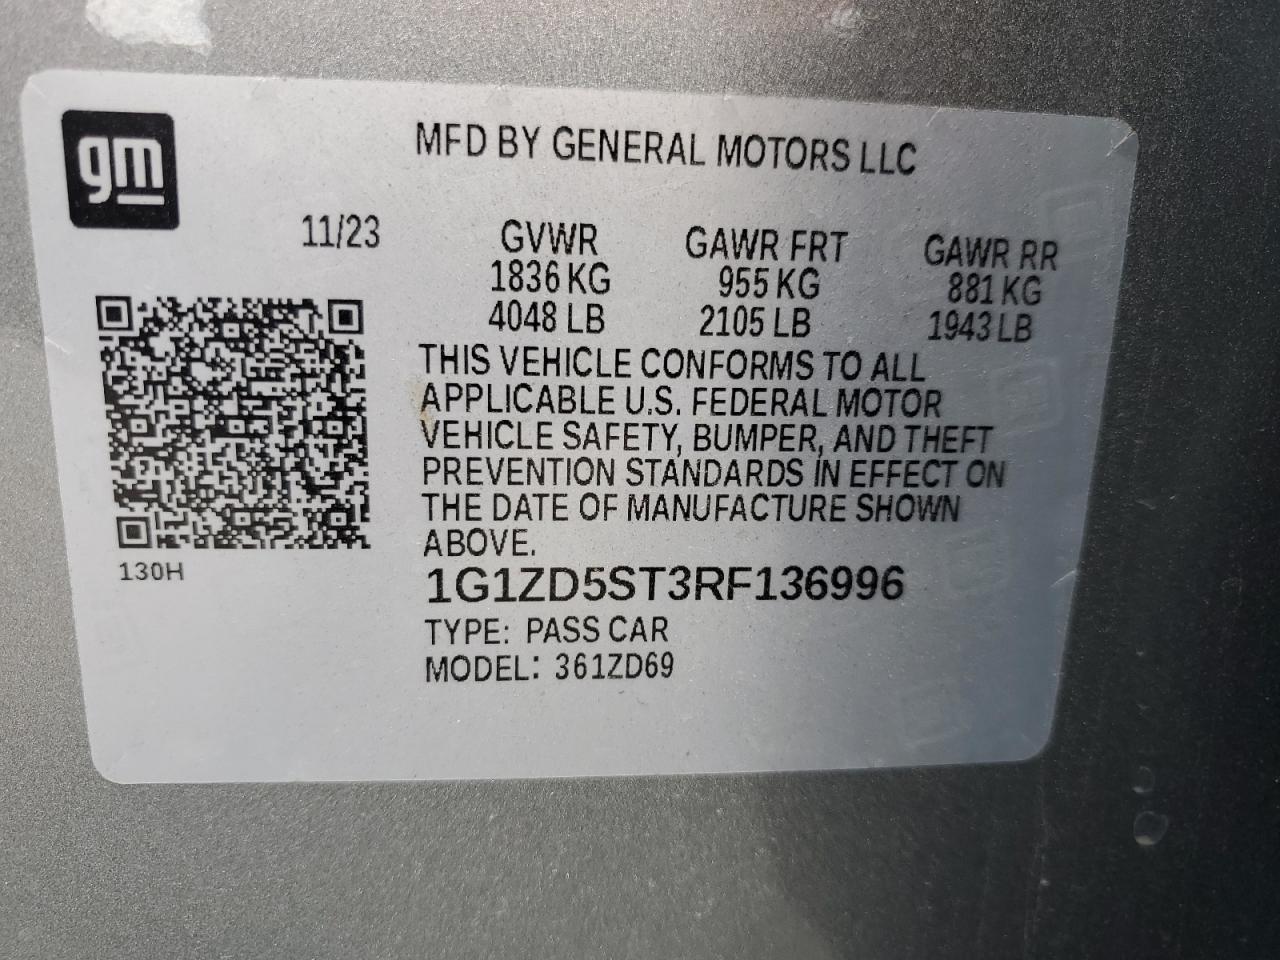 gm
MFD BY GENERAL MOTORS LLC
11/23
GVWR GAWR FRT GAWR RR
1836 KG 955 KG 881 KG
4048 LB 2105 LB 1943 LB
THIS VEHICLE CONFORMS TO ALL
APPLICABLE U.S. FEDERAL MOTOR
VEHICLE SAFETY, BUMPER, AND THEFT
PREVENTION STANDARDS IN EFFECT ON
THE DATE OF MANUFACTURE SHOWN
ABOVE.
130H
1G1ZD5ST3RF136996
TYPE: PASS CAR
MODEL: 361ZD69